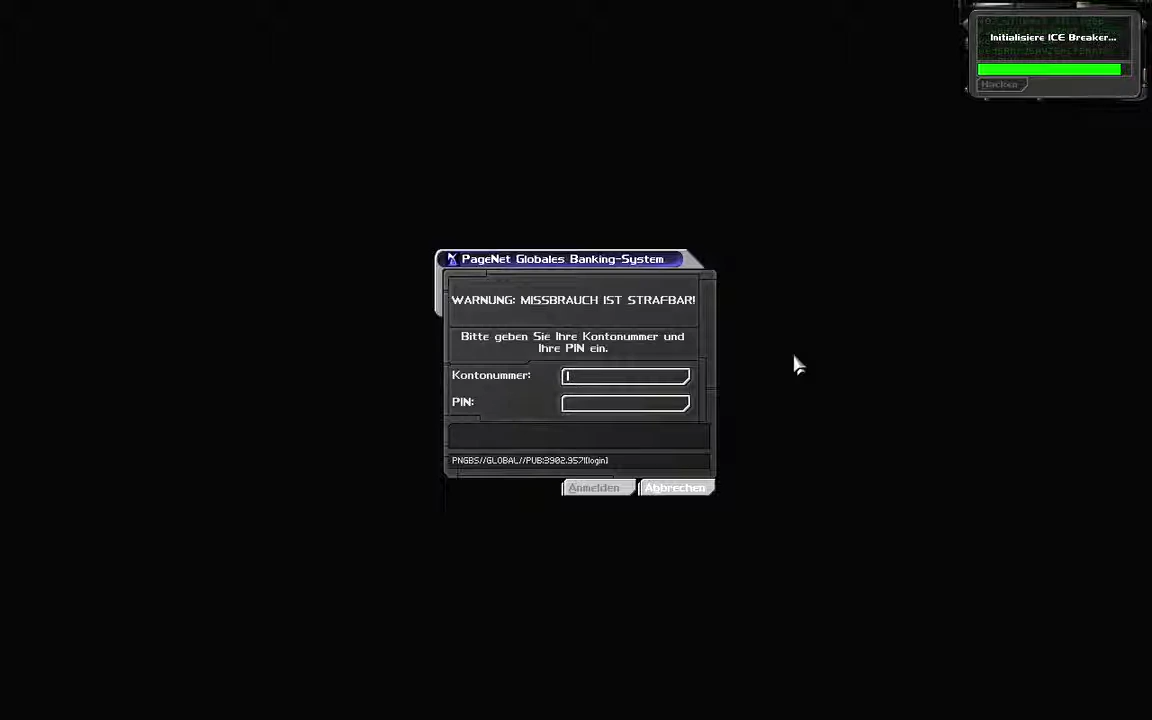 Initialisiere ICE Breaker...
Hacken
PageNet Globales Banking-System
WARNUNG: MISSBRAUCH IST STRAFBAR!
Bitte geben Sie Ihre Kontonummer und
Ihre PIN ein.
Kontonummer:
PIN:
PNGBS//GLOBAL//PUB:3902.957[login]
Anmelden
Abbrechen